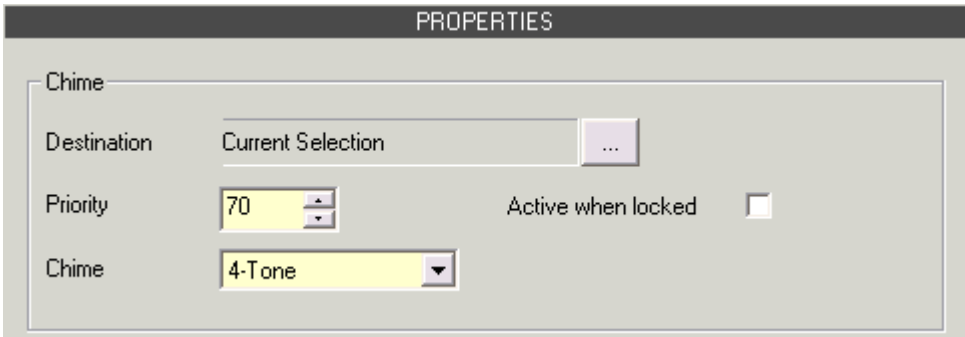 PROPERTIES
Chime
Destination Current Selection ...
Priority 70 Active when locked
Chime 4-Tone